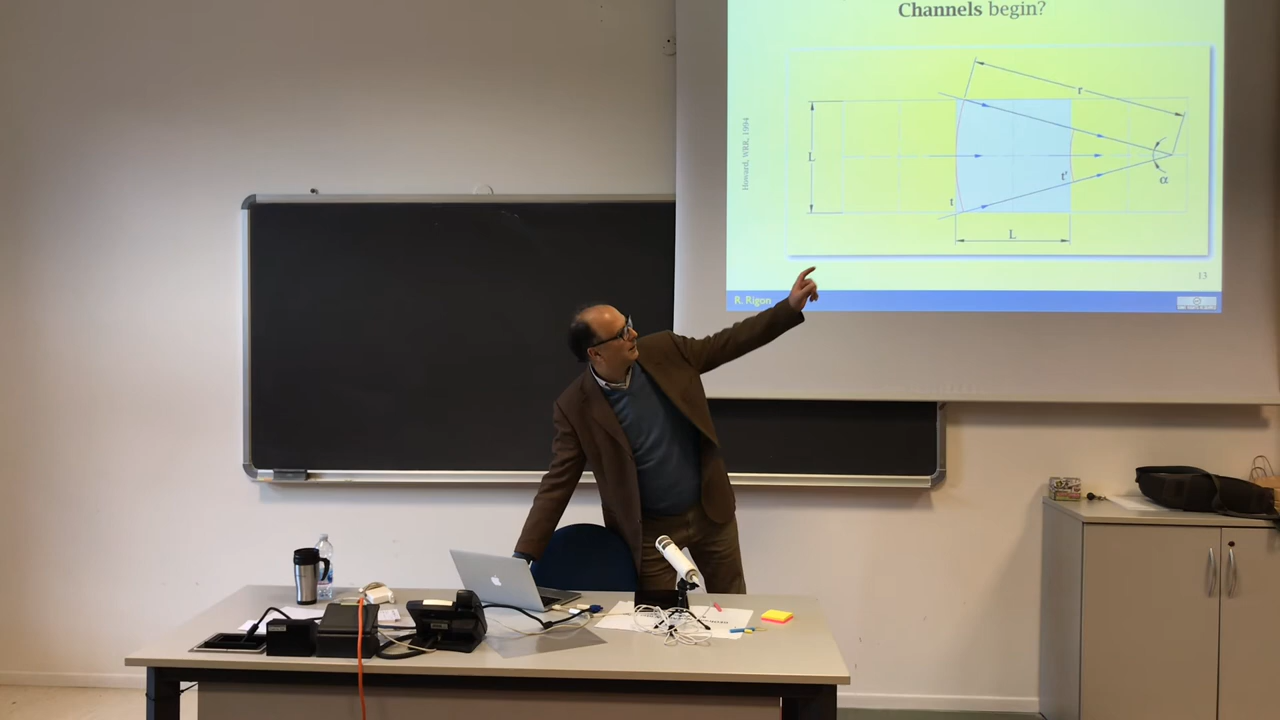 Channels begin?
Howard, WRR, 1994
r
L
α
t'
t
L
13
R. Rigon